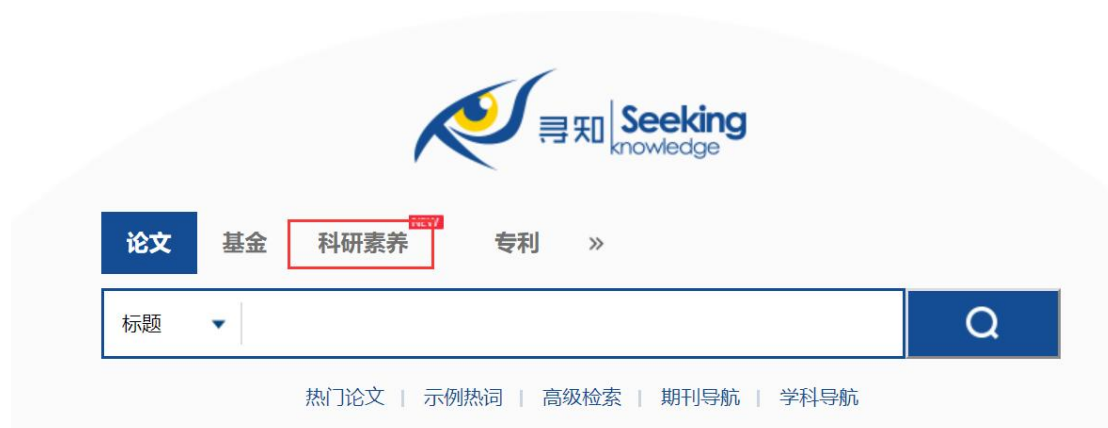 寻知 Seeking
knowledge
NEW
论文 基金 科研素养 专利 »
标题
热门论文 | 示例热词 | 高级检索 | 期刊导航 | 学科导航